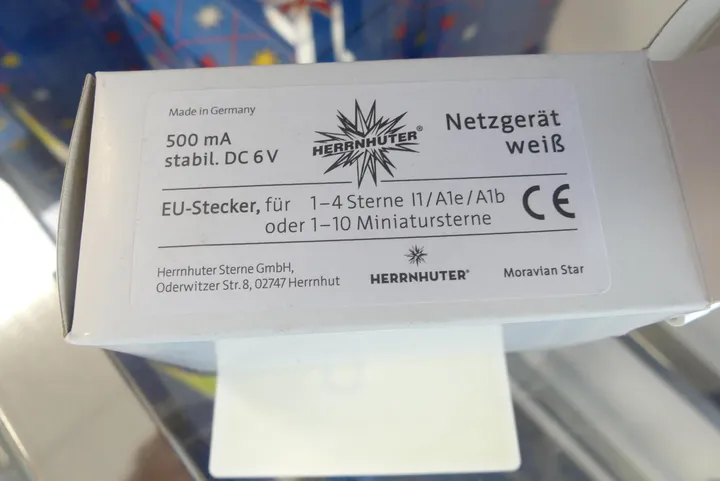 Made in Germany
500 mA
stabil. DC 6 V
HERRNHUTER®
Netzgerät
weiß
EU-Stecker, für 1–4 Sterne I1/A1e/A1b
oder 1–10 Miniatursterne
CE
Herrnhuter Sterne GmbH,
Oderwitzer Str. 8, 02747 Herrnhut
HERRNHUTER®
Moravian Star